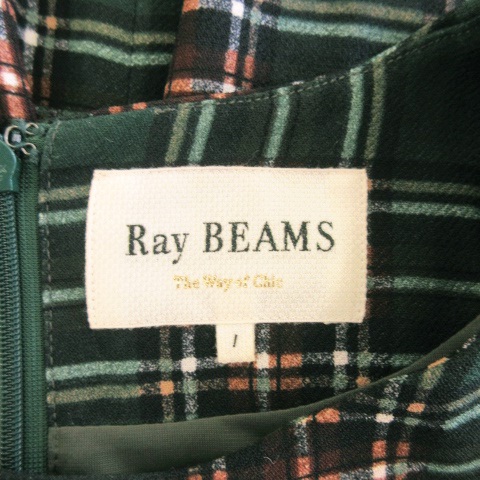 Ray BEAMS
The Way of Chic
1